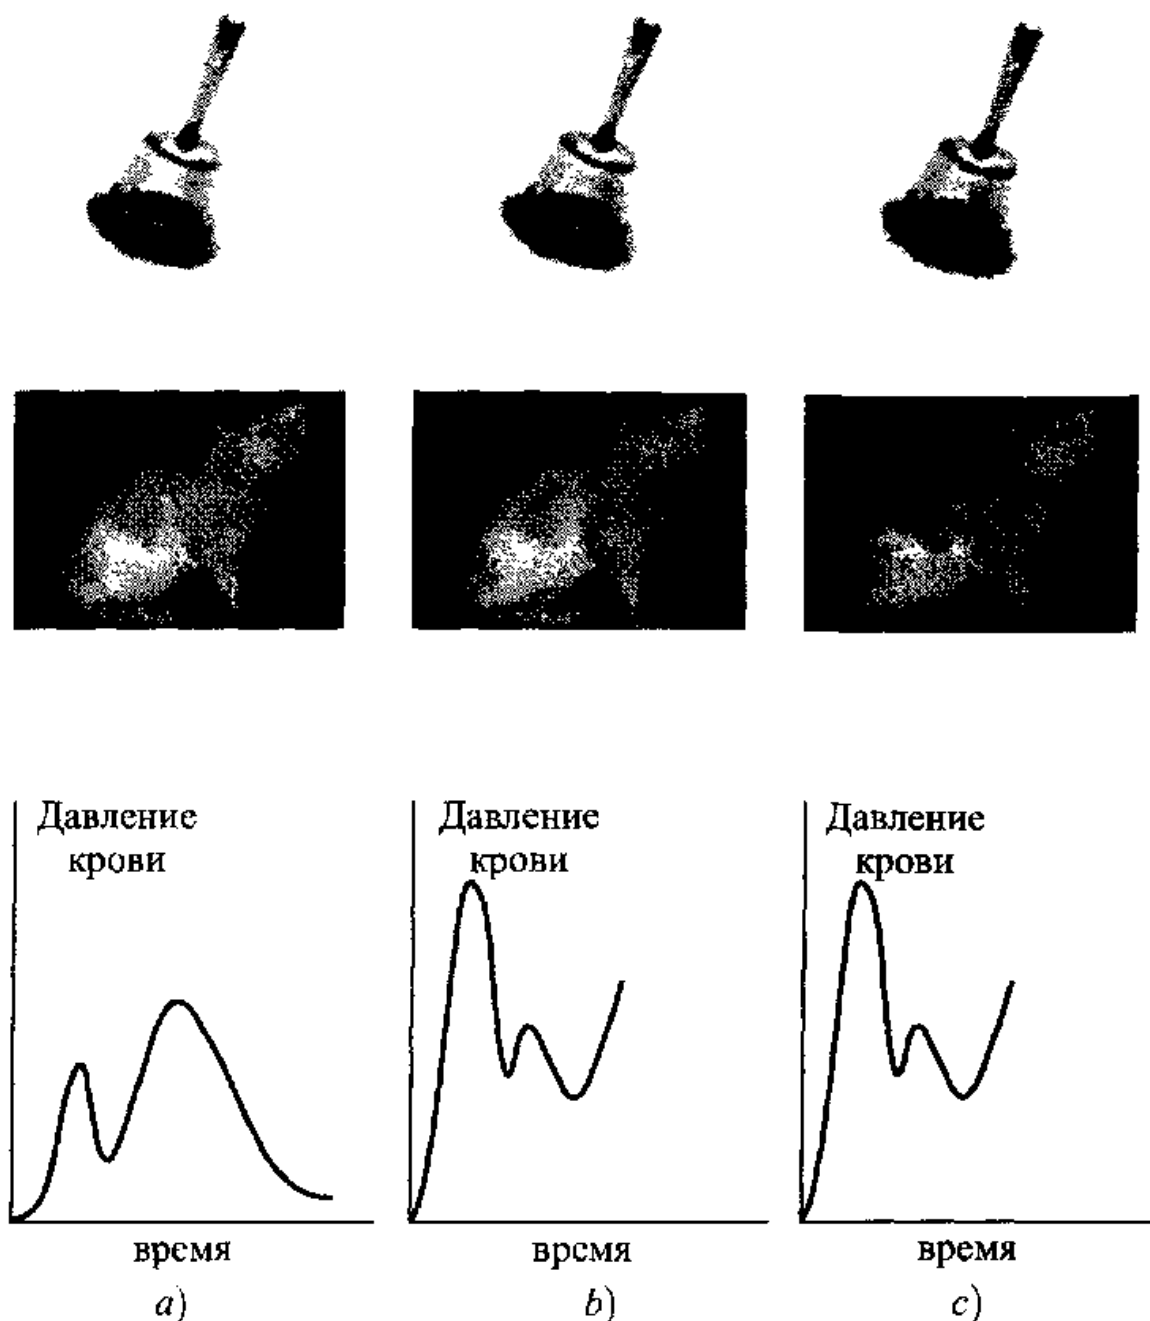 Давление
крови
Давление
крови
Давление
крови
время
время
время
a)
b)
c)